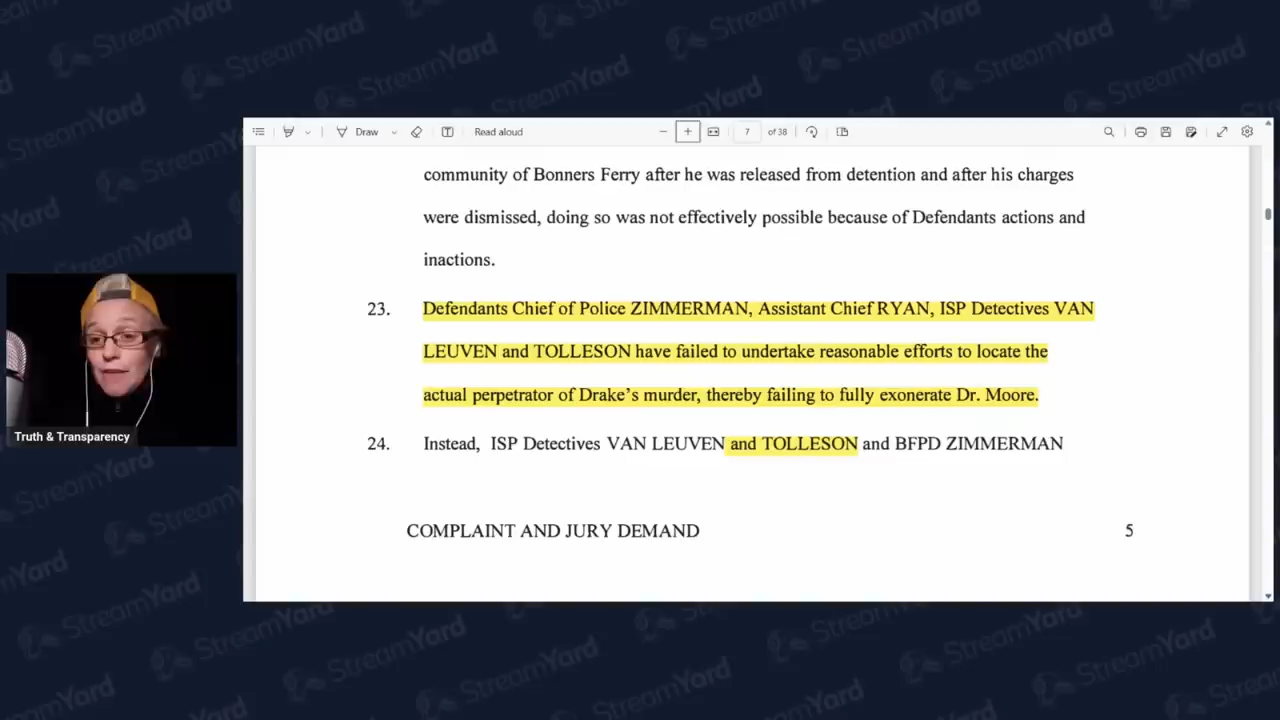 StreamYard
Draw
Read aloud
7 of 38
community of Bonners Ferry after he was released from detention and after his charges
were dismissed, doing so was not effectively possible because of Defendants actions and
inactions.
23. Defendants Chief of Police ZIMMERMAN, Assistant Chief RYAN, ISP Detectives VAN
LEUVEN and TOLLESON have failed to undertake reasonable efforts to locate the
actual perpetrator of Drake’s murder, thereby failing to fully exonerate Dr. Moore.
24. Instead, ISP Detectives VAN LEUVEN and TOLLESON and BFPD ZIMMERMAN
COMPLAINT AND JURY DEMAND 5
Truth & Transparency